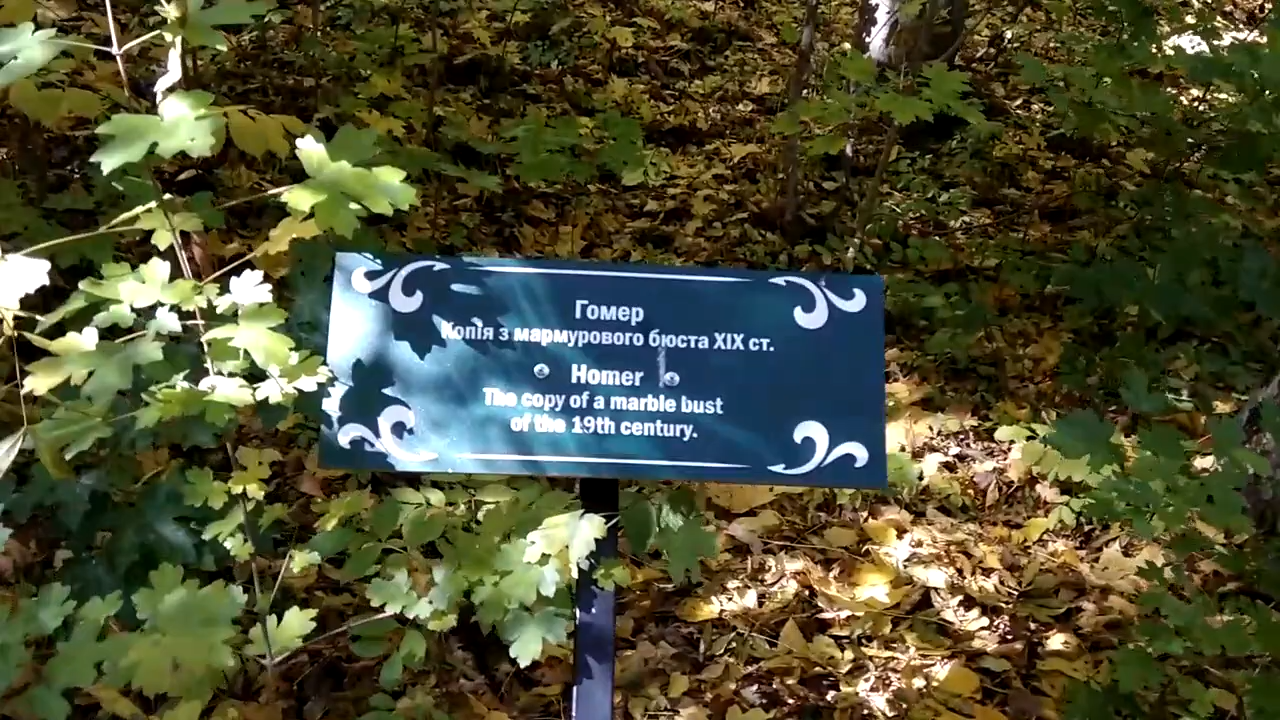 Гомер
Копія з мармурового бюста XIX ст.
Homer
The copy of a marble bust
of the 19th century.